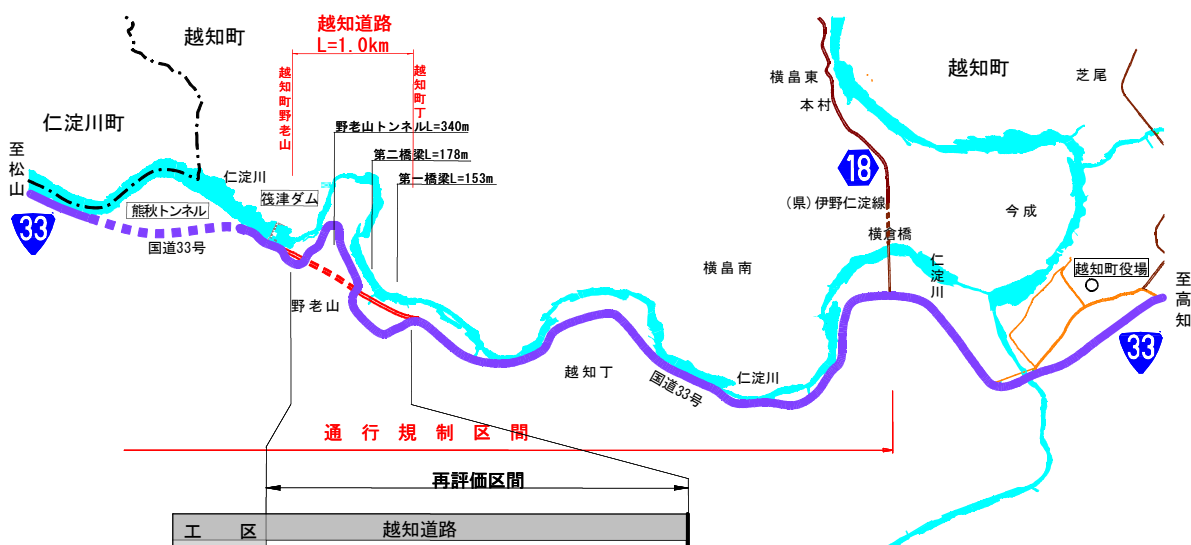 越知道路
L=1.0km
越知町
越知町
仁淀川町
横畠東
本村
芝尾
越知町野老山
越知町丁
野老山トンネルL=340m
第二橋梁L=178m
第一橋梁L=153m
至松山
仁淀川
筏津ダム
熊秋トンネル
国道33号
33
18
(県)伊野仁淀線
今成
横倉橋
仁淀川
越知町役場
至高知
横畠南
野老山
33
越知丁
国道33号
仁淀川
通行規制区間
再評価区間
工区 越知道路